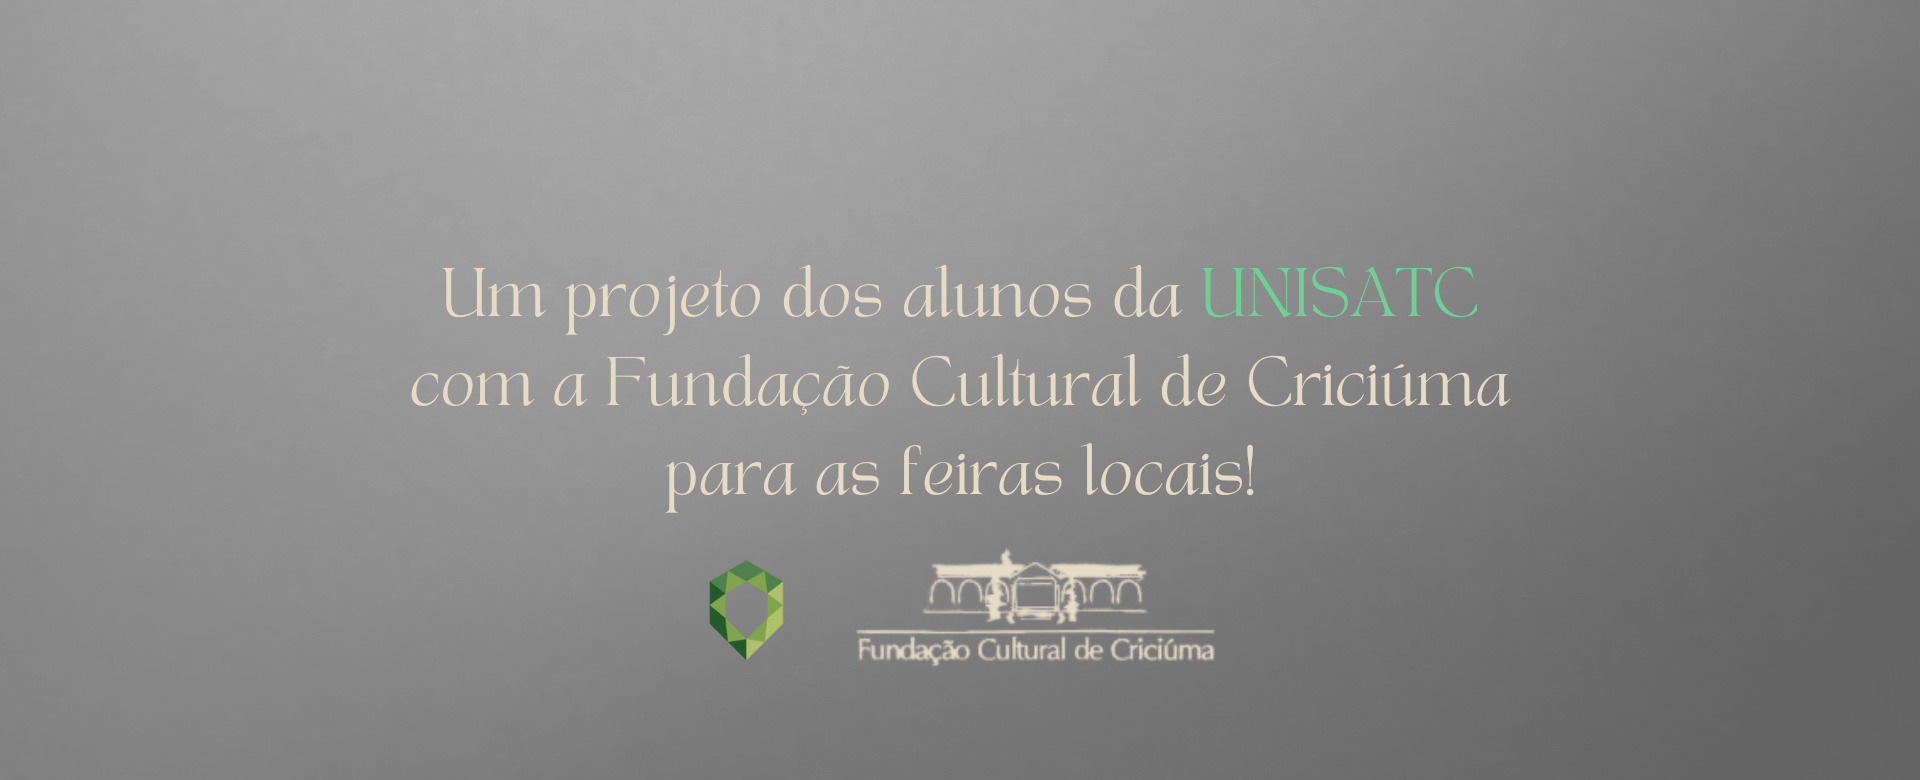 Um projeto dos alunos da UNISATC
com a Fundação Cultural de Criciúma
para as feiras locais!
Fundação Cultural de Criciúma